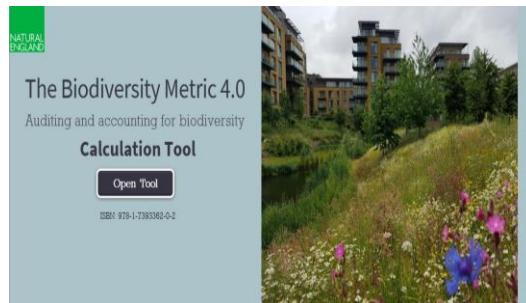 NATURAL
ENGLAND
The Biodiversity Metric 4.0
Auditing and accounting for biodiversity
Calculation Tool
Open Tool
ISBN 978-1-7393362-0-2